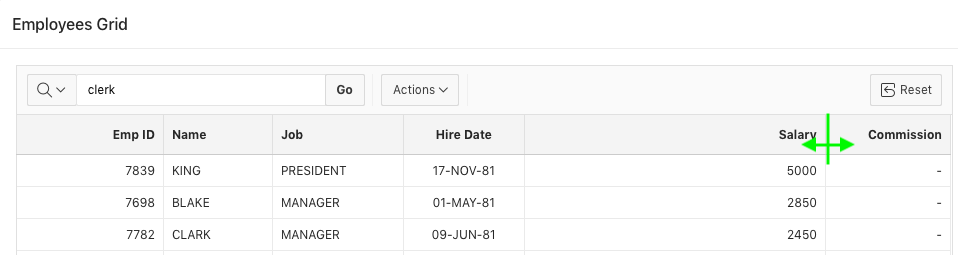 Employees Grid
clerk Go Actions Reset
Emp ID Name Job Hire Date Salary Commission
7839 KING PRESIDENT 17-NOV-81 5000 -
7698 BLAKE MANAGER 01-MAY-81 2850 -
7782 CLARK MANAGER 09-JUN-81 2450 -